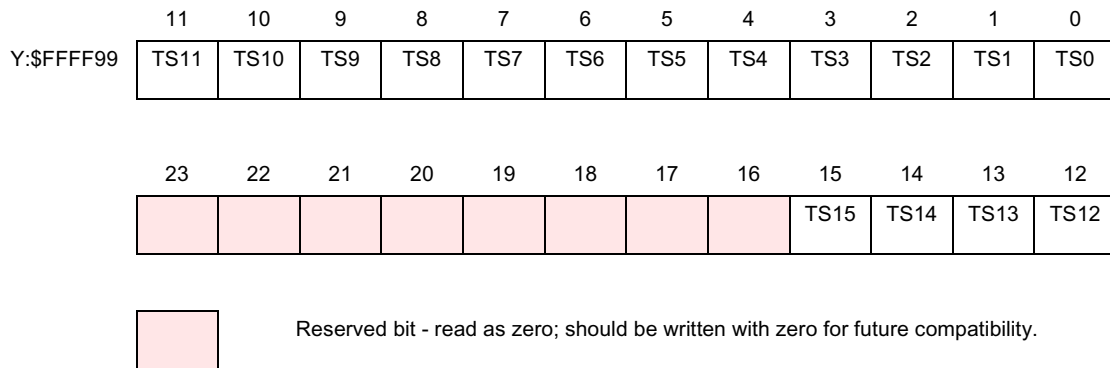 11 10 9 8 7 6 5 4 3 2 1 0
Y:$FFFF99 TS11 TS10 TS9 TS8 TS7 TS6 TS5 TS4 TS3 TS2 TS1 TS0
23 22 21 20 19 18 17 16 15 14 13 12
TS15 TS14 TS13 TS12
Reserved bit - read as zero; should be written with zero for future compatibility.